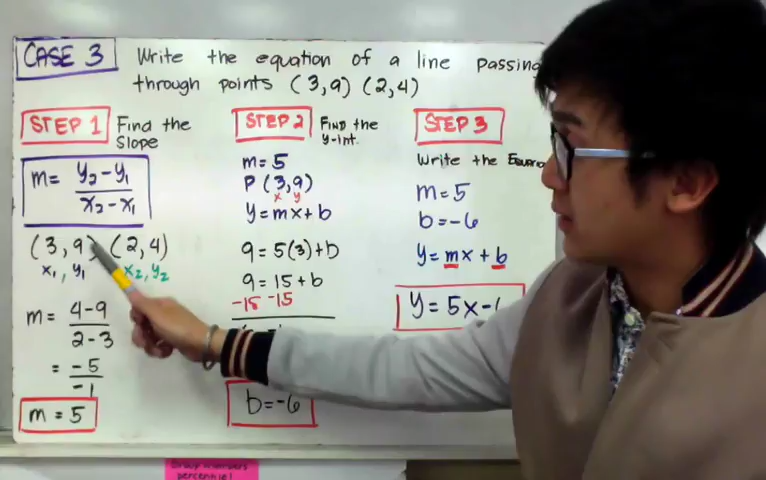 CASE 3 Write the equation of a line passing
through points (3,9) (2,4)
STEP 1 Find the
Slope
m = y₂ - y₁
x₂ - x₁
(3,9) (2,4)
x₁, y₁ x₂, y₂
m = 4-9
2-3
= -5
-1
m = 5
STEP 2 FIND the
y-int.
m = 5
P (3,9)
x y
y = mx + b
9 = 5(3) + b
9 = 15 + b
-15 -15
b = -6
STEP 3
Write the
m = 5
b = -6
y = mx + b
y = 5x -
Group members
percennie!